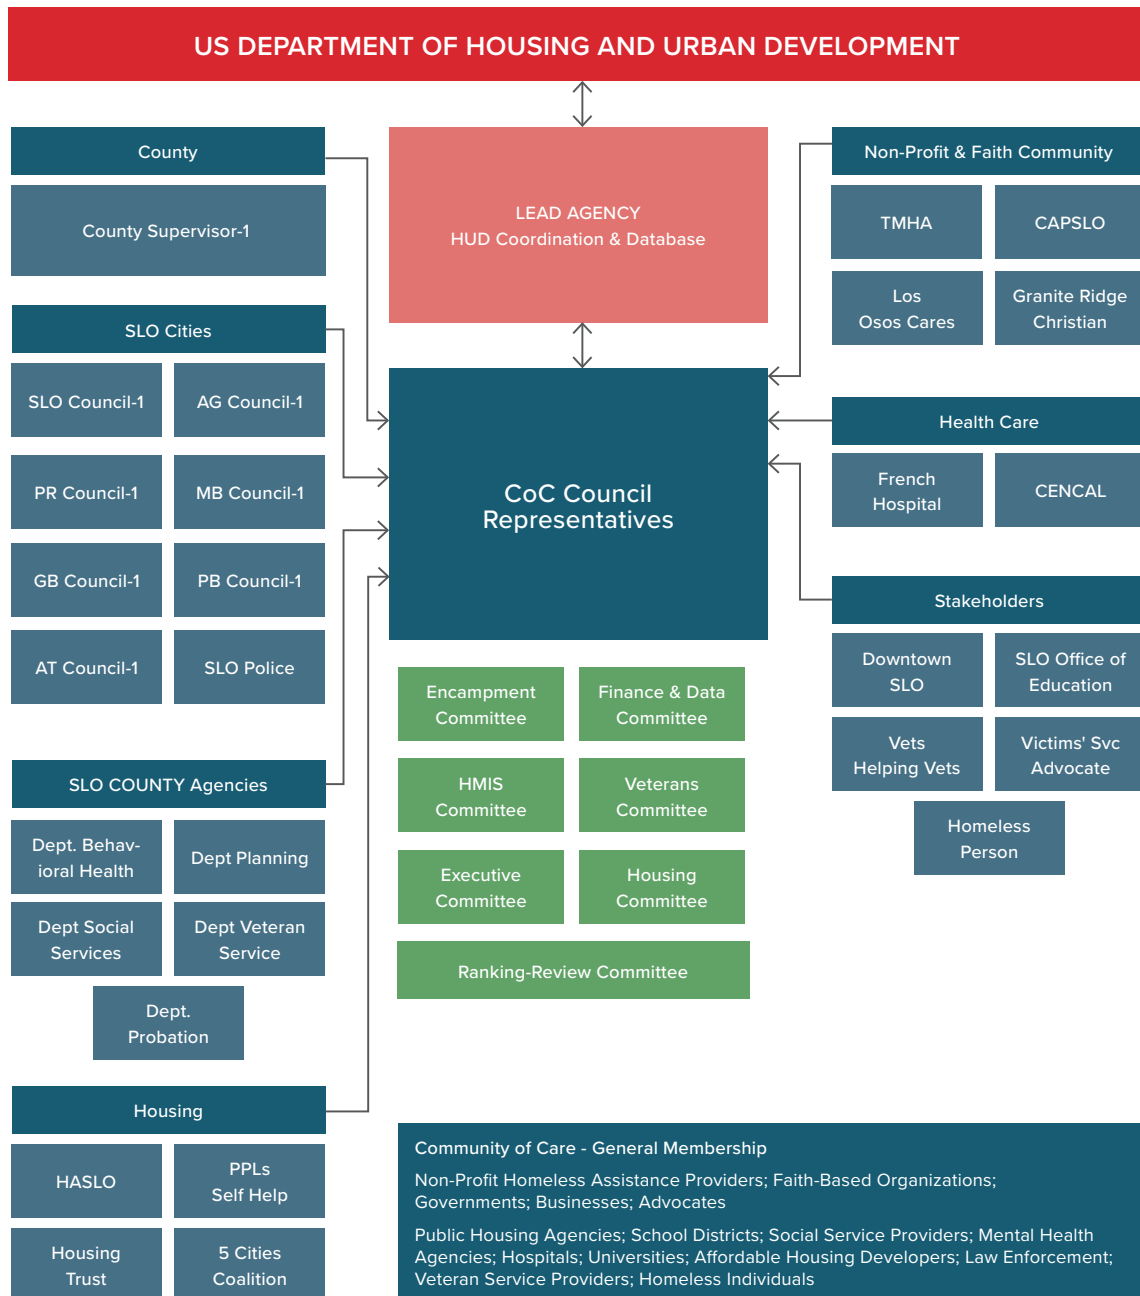 US DEPARTMENT OF HOUSING AND URBAN DEVELOPMENT
County
County Supervisor-1
SLO Cities
SLO Council-1
AG Council-1
PR Council-1
MB Council-1
GB Council-1
PB Council-1
AT Council-1
SLO Police
SLO COUNTY Agencies
Dept. Behav-
ioral Health
Dept Planning
Dept Social
Services
Dept Veteran
Service
Dept.
Probation
Housing
HASLO
PPLs
Self Help
Housing
Trust
5 Cities
Coalition
LEAD AGENCY
HUD Coordination & Database
CoC Council
Representatives
Encampment
Committee
Finance & Data
Committee
HMIS
Committee
Veterans
Committee
Executive
Committee
Housing
Committee
Ranking-Review Committee
Non-Profit & Faith Community
TMHA
CAPSLO
Los
Osos Cares
Granite Ridge
Christian
Health Care
French
Hospital
CENCAL
Stakeholders
Downtown
SLO
SLO Office of
Education
Vets
Helping Vets
Victims' Svc
Advocate
Homeless
Person
Community of Care - General Membership
Non-Profit Homeless Assistance Providers; Faith-Based Organizations;
Governments; Businesses; Advocates
Public Housing Agencies; School Districts; Social Service Providers; Mental Health
Agencies; Hospitals; Universities; Affordable Housing Developers; Law Enforcement;
Veteran Service Providers; Homeless Individuals